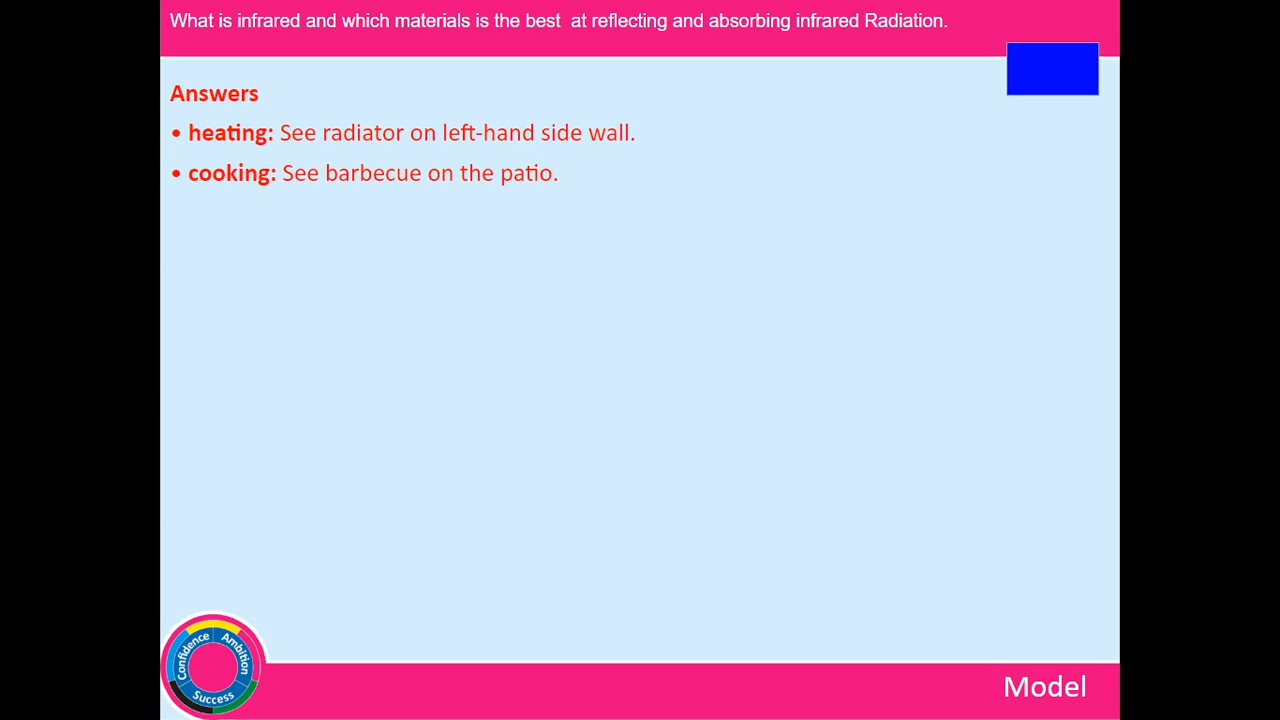 What is infrared and which materials is the best  at reflecting and absorbing infrared Radiation.
Answers
• heating: See radiator on left-hand side wall.
• cooking: See barbecue on the patio.
Confidence
Ambition
Success
Model